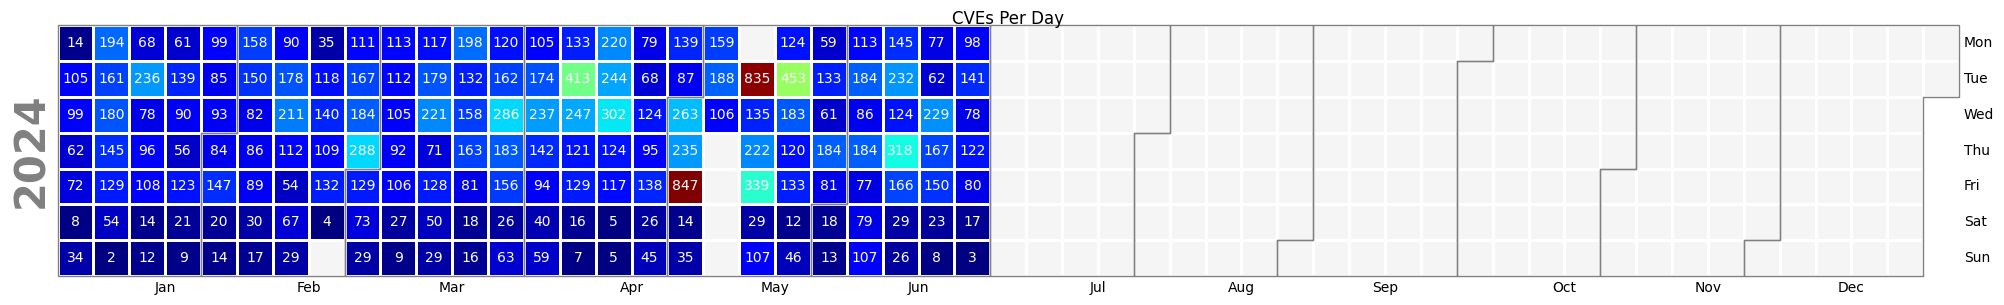 CVEs Per Day
14 194 68 61 99 158 90 35 111 113 117 198 120 105 133 220 79 139 159 124 59 113 145 77 98 Mon
105 161 236 139 85 150 178 118 167 112 179 132 162 174 413 244 68 87 188 835 453 133 184 232 62 141 Tue
99 180 78 90 93 82 211 140 184 105 221 158 286 237 247 302 124 263 106 135 183 61 86 124 229 78 Wed
62 145 96 56 84 86 112 109 288 92 71 163 183 142 121 124 95 235 222 120 184 184 318 167 122 Thu
72 129 108 123 147 89 54 132 129 106 128 81 156 94 129 117 138 847 339 133 81 77 166 150 80 Fri
8 54 14 21 20 30 67 4 73 27 50 18 26 40 16 5 26 14 29 12 18 79 29 23 17 Sat
34 2 12 9 14 17 29 29 9 29 16 63 59 7 5 45 35 107 46 13 107 26 8 3 Sun
2024
Jan Feb Mar Apr May Jun Jul Aug Sep Oct Nov Dec